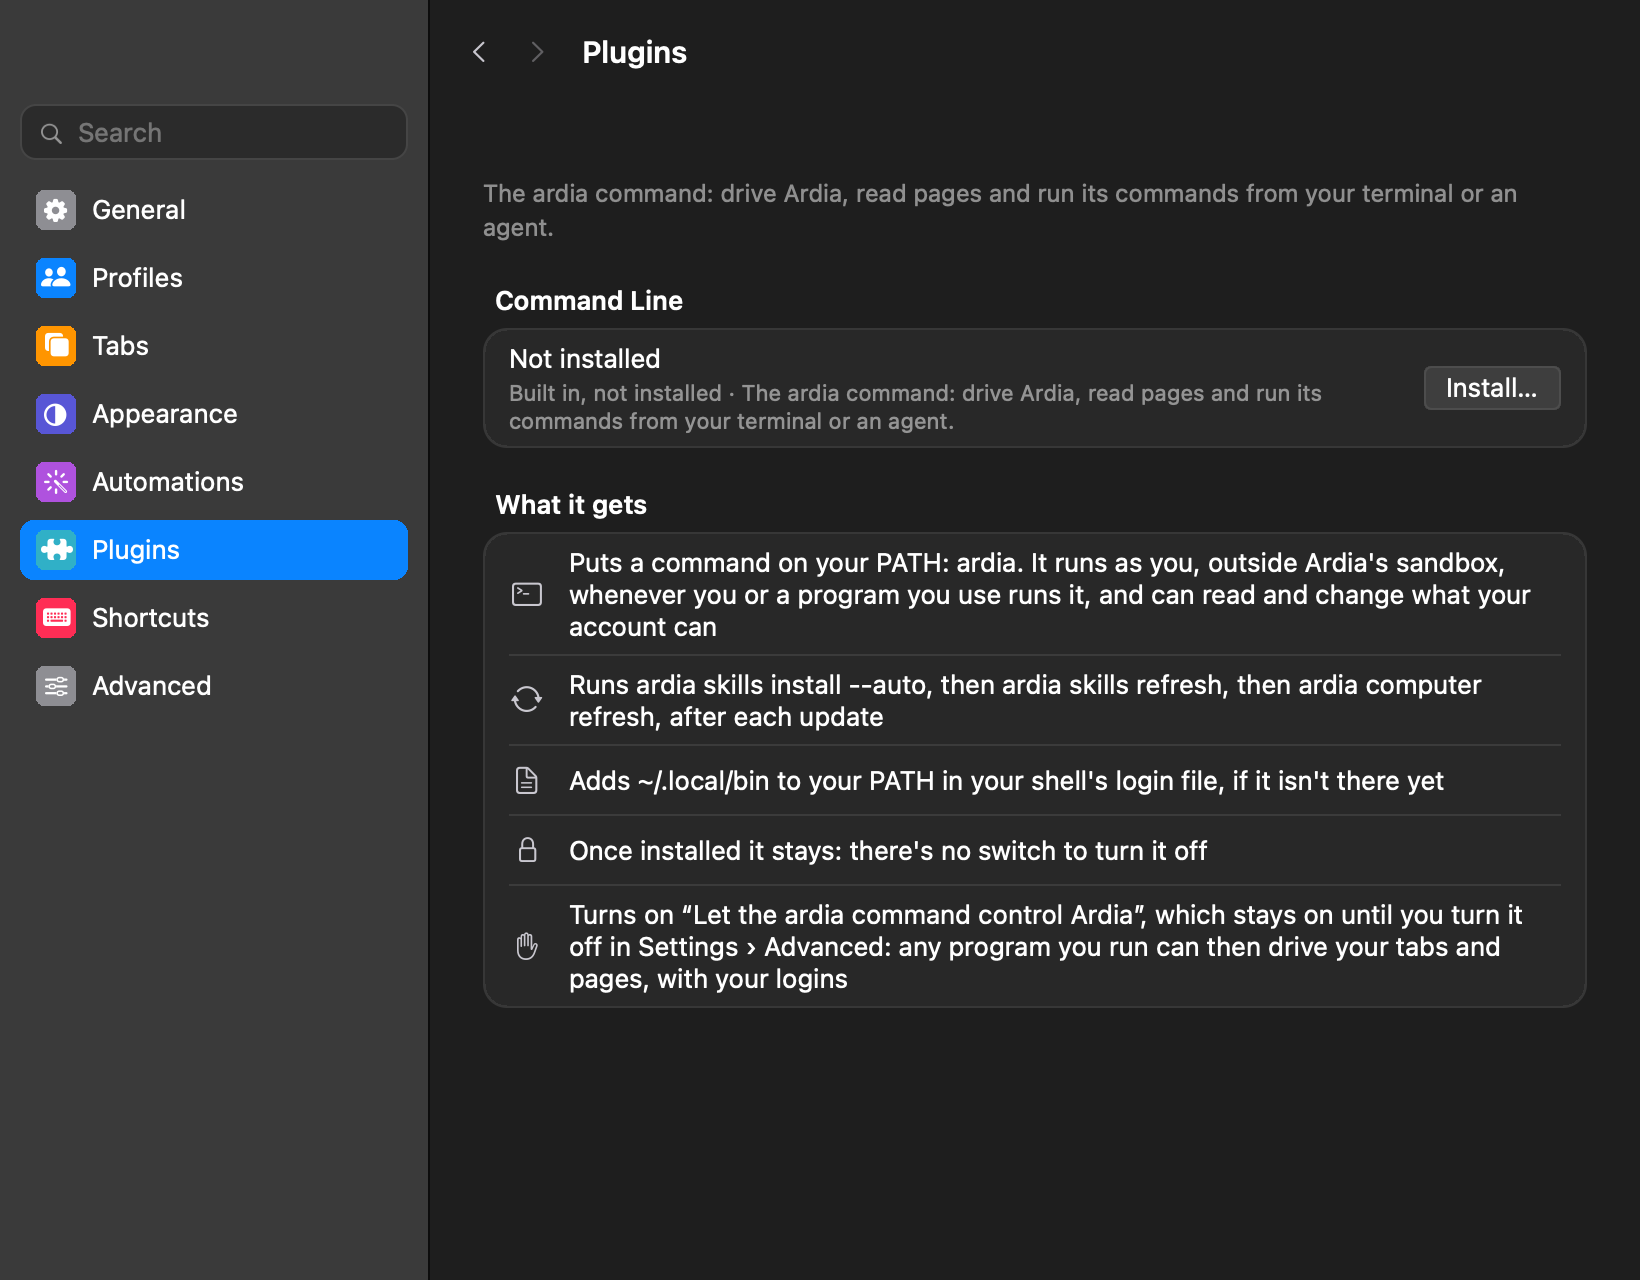 Plugins
Search
General
Profiles
Tabs
Appearance
Automations
Plugins
Shortcuts
Advanced
The ardia command: drive Ardia, read pages and run its commands from your terminal or an
agent.
Command Line
Not installed
Built in, not installed · The ardia command: drive Ardia, read pages and run its
commands from your terminal or an agent.
Install...
What it gets
Puts a command on your PATH: ardia. It runs as you, outside Ardia's sandbox,
whenever you or a program you use runs it, and can read and change what your
account can
Runs ardia skills install --auto, then ardia skills refresh, then ardia computer
refresh, after each update
Adds ~/.local/bin to your PATH in your shell's login file, if it isn't there yet
Once installed it stays: there's no switch to turn it off
Turns on “Let the ardia command control Ardia”, which stays on until you turn it
off in Settings › Advanced: any program you run can then drive your tabs and
pages, with your logins